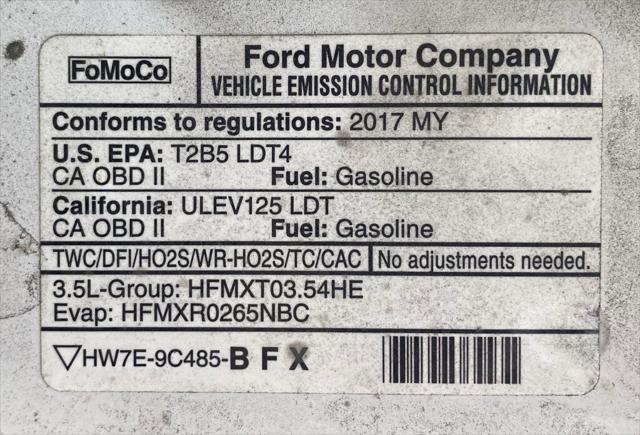 FoMoCo
Ford Motor Company
VEHICLE EMISSION CONTROL INFORMATION
Conforms to regulations: 2017 MY
U.S. EPA: T2B5 LDT4
CA OBD II Fuel: Gasoline
California: ULEV125 LDT
CA OBD II Fuel: Gasoline
TWC/DFI/HO2S/WR-HO2S/TC/CAC No adjustments needed.
3.5L-Group: HFMXT03.54HE
Evap: HFMXR0265NBC
HW7E-9C485-B F X